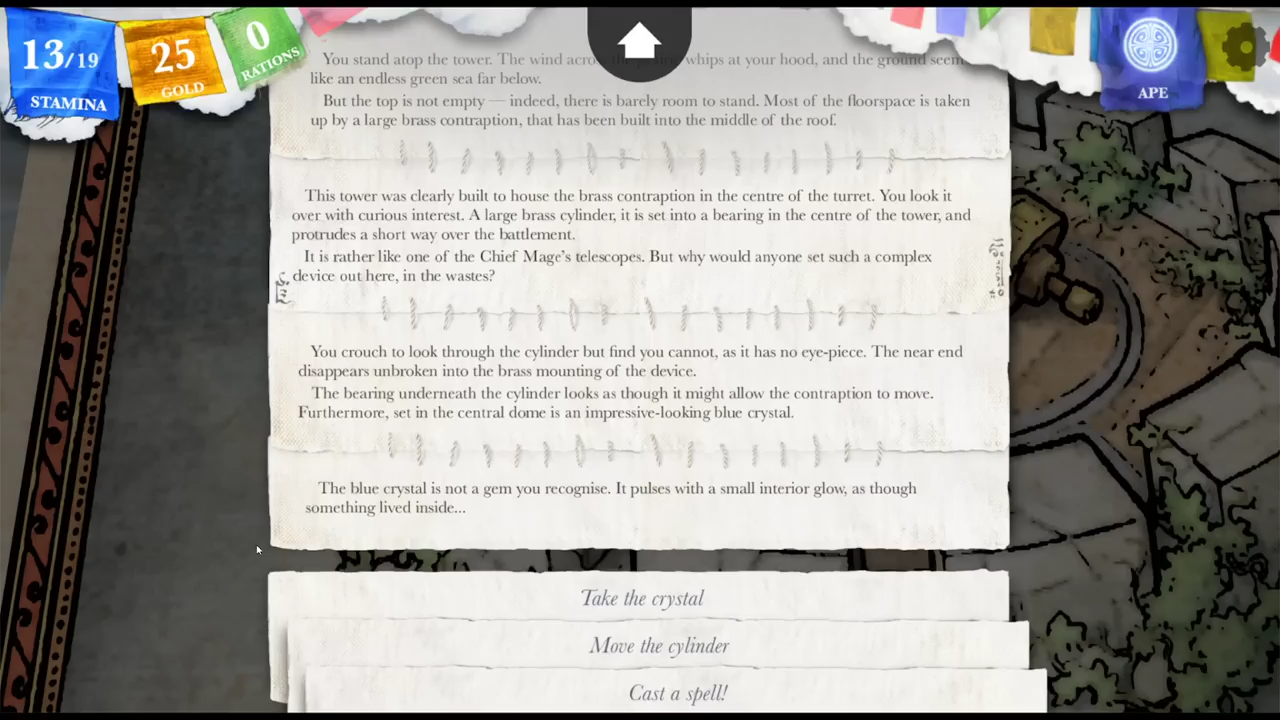 13/19
STAMINA
25
GOLD
0
RATIONS
APE
You stand atop the tower. The wind across the whips at your hood, and the ground seem
like an endless green sea far below.
But the top is not empty — indeed, there is barely room to stand. Most of the floorspace is taken
up by a large brass contraption, that has been built into the middle of the roof.
This tower was clearly built to house the brass contraption in the centre of the turret. You look it
over with curious interest. A large brass cylinder, it is set into a bearing in the centre of the tower, and
protrudes a short way over the battlement.
It is rather like one of the Chief Mage's telescopes. But why would anyone set such a complex
device out here, in the wastes?
You crouch to look through the cylinder but find you cannot, as it has no eye-piece. The near end
disappears unbroken into the brass mounting of the device.
The bearing underneath the cylinder looks as though it might allow the contraption to move.
Furthermore, set in the central dome is an impressive-looking blue crystal.
The blue crystal is not a gem you recognise. It pulses with a small interior glow, as though
something lived inside...
Take the crystal
Move the cylinder
Cast a spell!